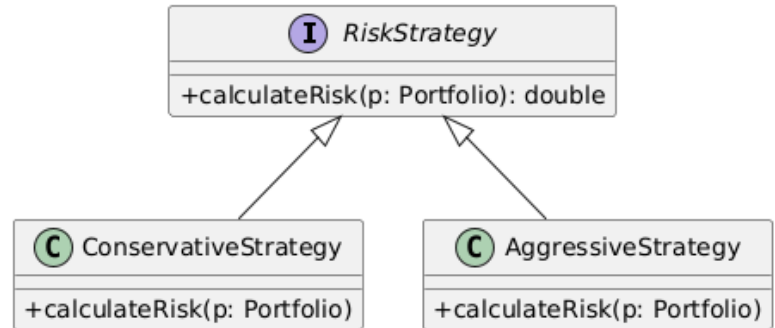 I RiskStrategy
+calculateRisk(p: Portfolio): double
C ConservativeStrategy
+calculateRisk(p: Portfolio)
C AggressiveStrategy
+calculateRisk(p: Portfolio)